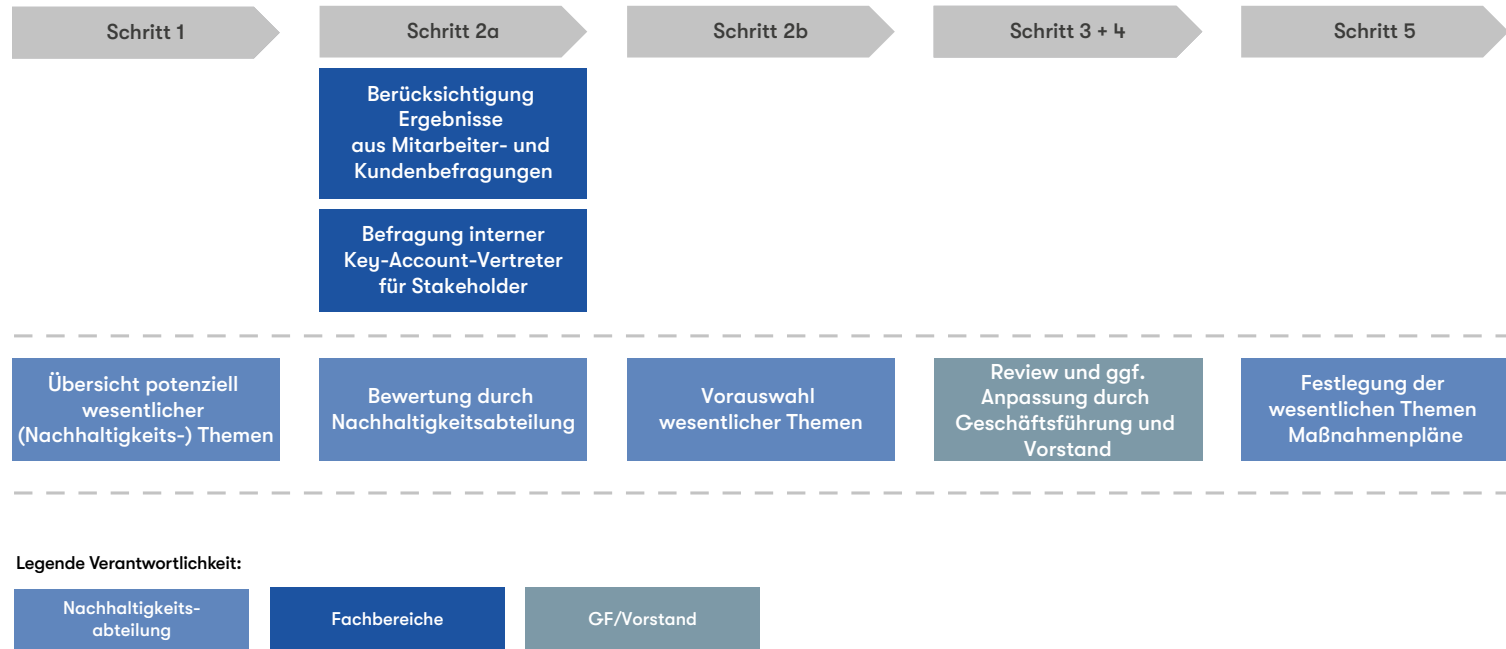 Schritt 1
Schritt 2a
Schritt 2b
Schritt 3 + 4
Schritt 5
Berücksichtigung
Ergebnisse
aus Mitarbeiter- und
Kundenbefragungen
Befragung interner
Key-Account-Vertreter
für Stakeholder
Übersicht potenziell
wesentlicher
(Nachhaltigkeits-) Themen
Bewertung durch
Nachhaltigkeitsabteilung
Vorauswahl
wesentlicher Themen
Review und ggf.
Anpassung durch
Geschäftsführung und
Vorstand
Festlegung der
wesentlichen Themen
Maßnahmenpläne
Legende Verantwortlichkeit:
Nachhaltigkeits-
abteilung
Fachbereiche
GF/Vorstand